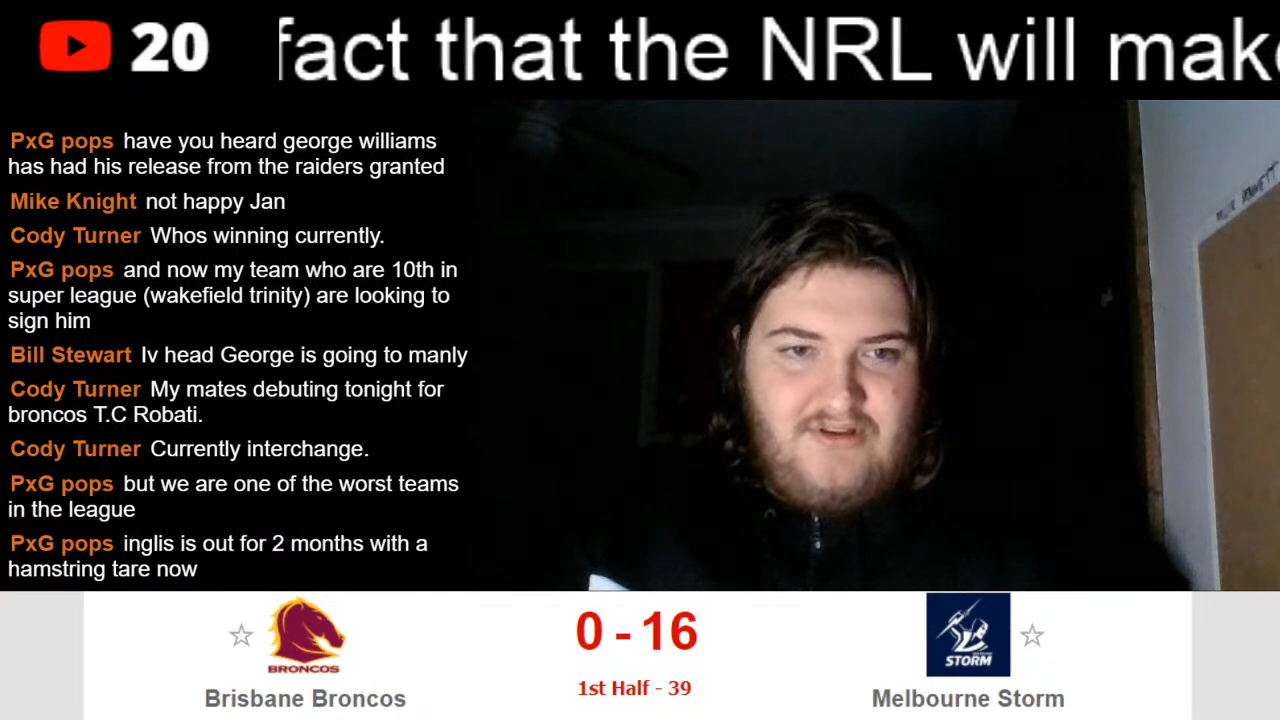 20
fact that the NRL will make
PxG pops have you heard george williams
has had his release from the raiders granted
Mike Knight not happy Jan
Cody Turner Whos winning currently.
PxG pops and now my team who are 10th in
super league (wakefield trinity) are looking to
sign him
Bill Stewart Iv head George is going to manly
Cody Turner My mates debuting tonight for
broncos T.C Robati.
Cody Turner Currently interchange.
PxG pops but we are one of the worst teams
in the league
PxG pops inglis is out for 2 months with a
hamstring tare now
BRONCOS
Brisbane Broncos
0 - 16
1st Half - 39
STORM
Melbourne Storm